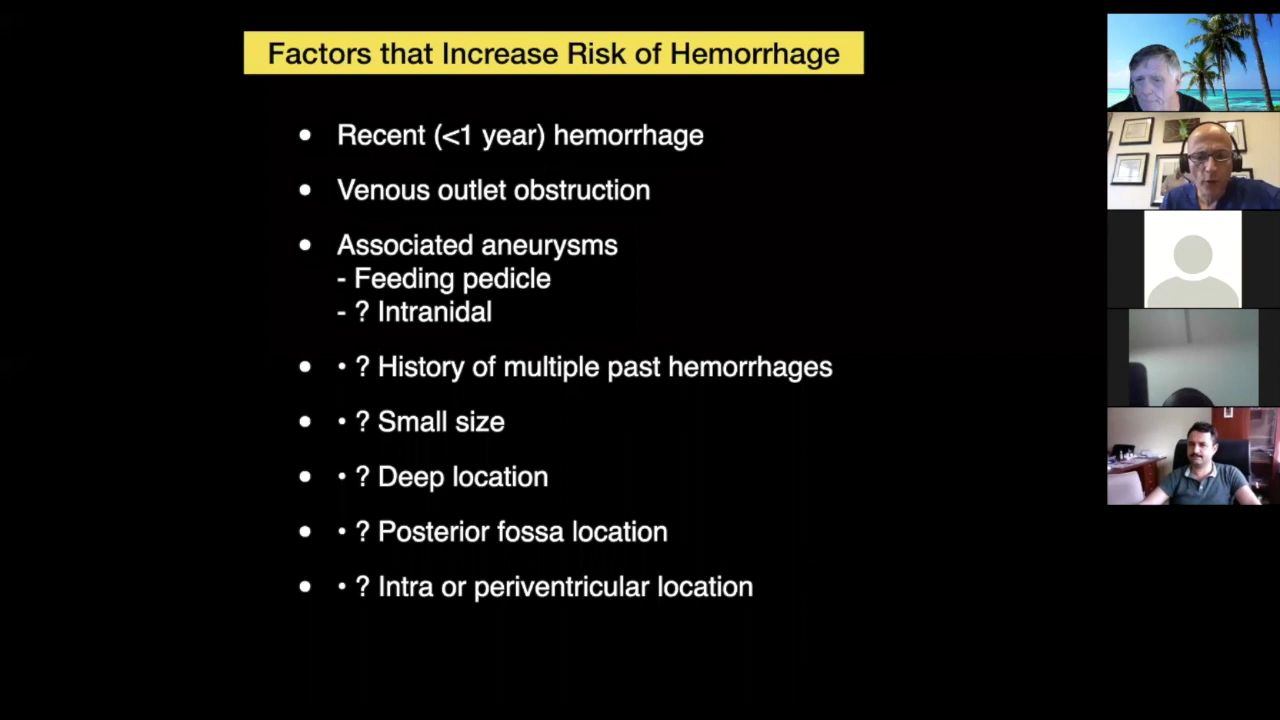 Factors that Increase Risk of Hemorrhage
• Recent (<1 year) hemorrhage
• Venous outlet obstruction
• Associated aneurysms
- Feeding pedicle
- ? Intranidal
• • ? History of multiple past hemorrhages
• • ? Small size
• • ? Deep location
• • ? Posterior fossa location
• • ? Intra or periventricular location